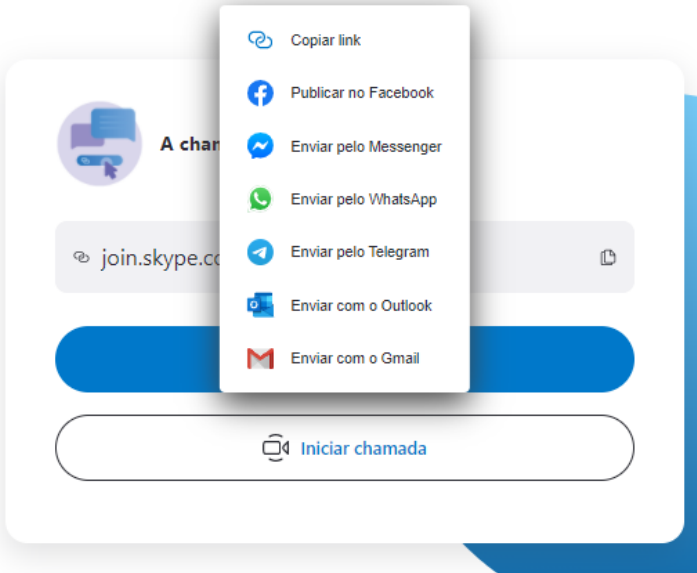 Copiar link
Publicar no Facebook
A char
Enviar pelo Messenger
Enviar pelo WhatsApp
join.skype.co
Enviar pelo Telegram
Enviar com o Outlook
Enviar com o Gmail
Iniciar chamada